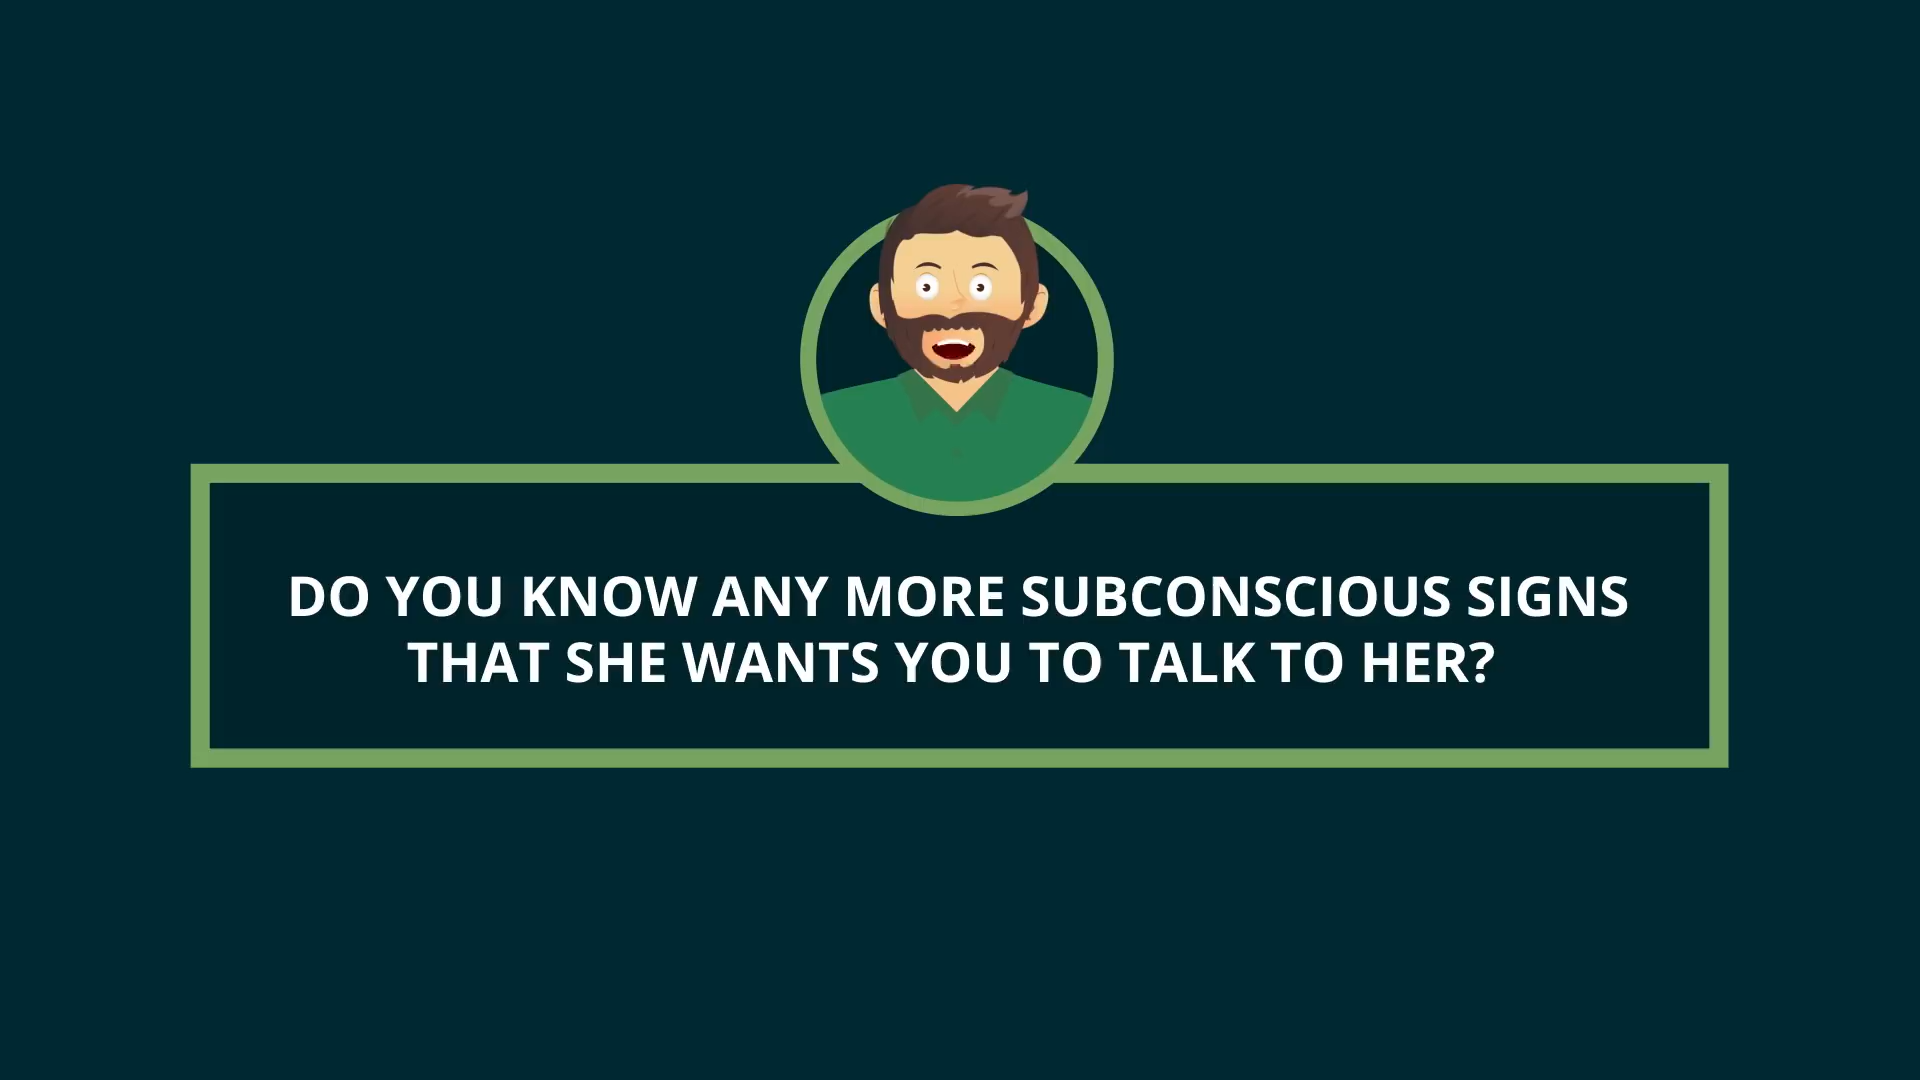 DO YOU KNOW ANY MORE SUBCONSCIOUS SIGNS
THAT SHE WANTS YOU TO TALK TO HER?